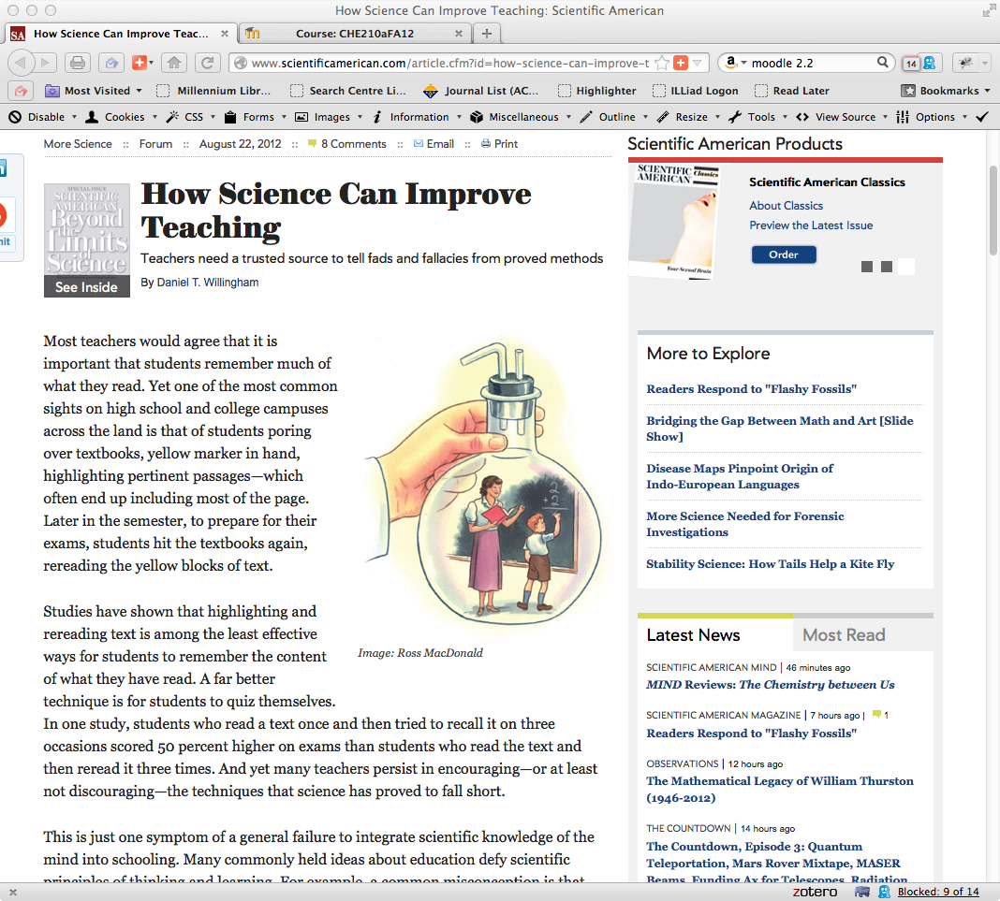 How Science Can Improve Teaching: Scientific American
SA How Science Can Improve Teac...
Course: CHE210aFA12
www.scientificamerican.com/article.cfm?id=how-science-can-improve-t
moodle 2.2
14
Most Visited
Millennium Libr...
Search Centre Li...
Journal List (AC...
Highlighter
ILLiad Logon
Read Later
Bookmarks
Disable
Cookies
CSS
Forms
Images
Information
Miscellaneous
Outline
Resize
Tools
View Source
Options
More Science :: Forum :: August 22, 2012 :: 8 Comments :: Email :: Print
SPECIAL ISSUE
SCIENTIFIC
AMERICAN
Beyond
the
Limits
of
Science
See Inside
How Science Can Improve
Teaching
Teachers need a trusted source to tell fads and fallacies from proved methods
By Daniel T. Willingham
Most teachers would agree that it is
important that students remember much of
what they read. Yet one of the most common
sights on high school and college campuses
across the land is that of students poring
over textbooks, yellow marker in hand,
highlighting pertinent passages—which
often end up including most of the page.
Later in the semester, to prepare for their
exams, students hit the textbooks again,
rereading the yellow blocks of text.
2
+2
Image: Ross MacDonald
Studies have shown that highlighting and
rereading text is among the least effective
ways for students to remember the content
of what they have read. A far better
technique is for students to quiz themselves.
In one study, students who read a text once and then tried to recall it on three
occasions scored 50 percent higher on exams than students who read the text and
then reread it three times. And yet many teachers persist in encouraging—or at least
not discouraging—the techniques that science has proved to fall short.
This is just one symptom of a general failure to integrate scientific knowledge of the
mind into schooling. Many commonly held ideas about education defy scientific
principles of thinking and learning. For example, a common misconception is that
Scientific American Products
SCIENTIFIC
AMERICAN Classics
Your Sexual Brain
Scientific American Classics
About Classics
Preview the Latest Issue
Order
More to Explore
Readers Respond to "Flashy Fossils"
Bridging the Gap Between Math and Art [Slide
Show]
Disease Maps Pinpoint Origin of
Indo-European Languages
More Science Needed for Forensic
Investigations
Stability Science: How Tails Help a Kite Fly
Latest News
Most Read
SCIENTIFIC AMERICAN MIND | 46 minutes ago
MIND Reviews: The Chemistry between Us
SCIENTIFIC AMERICAN MAGAZINE | 7 hours ago | 1
Readers Respond to "Flashy Fossils"
OBSERVATIONS | 12 hours ago
The Mathematical Legacy of William Thurston
(1946-2012)
THE COUNTDOWN | 14 hours ago
The Countdown, Episode 3: Quantum
Teleportation, Mars Rover Mixtape, MASER
Beams, Funding Ax for Telescopes, Radiation
zotero
Blocked: 9 of 14